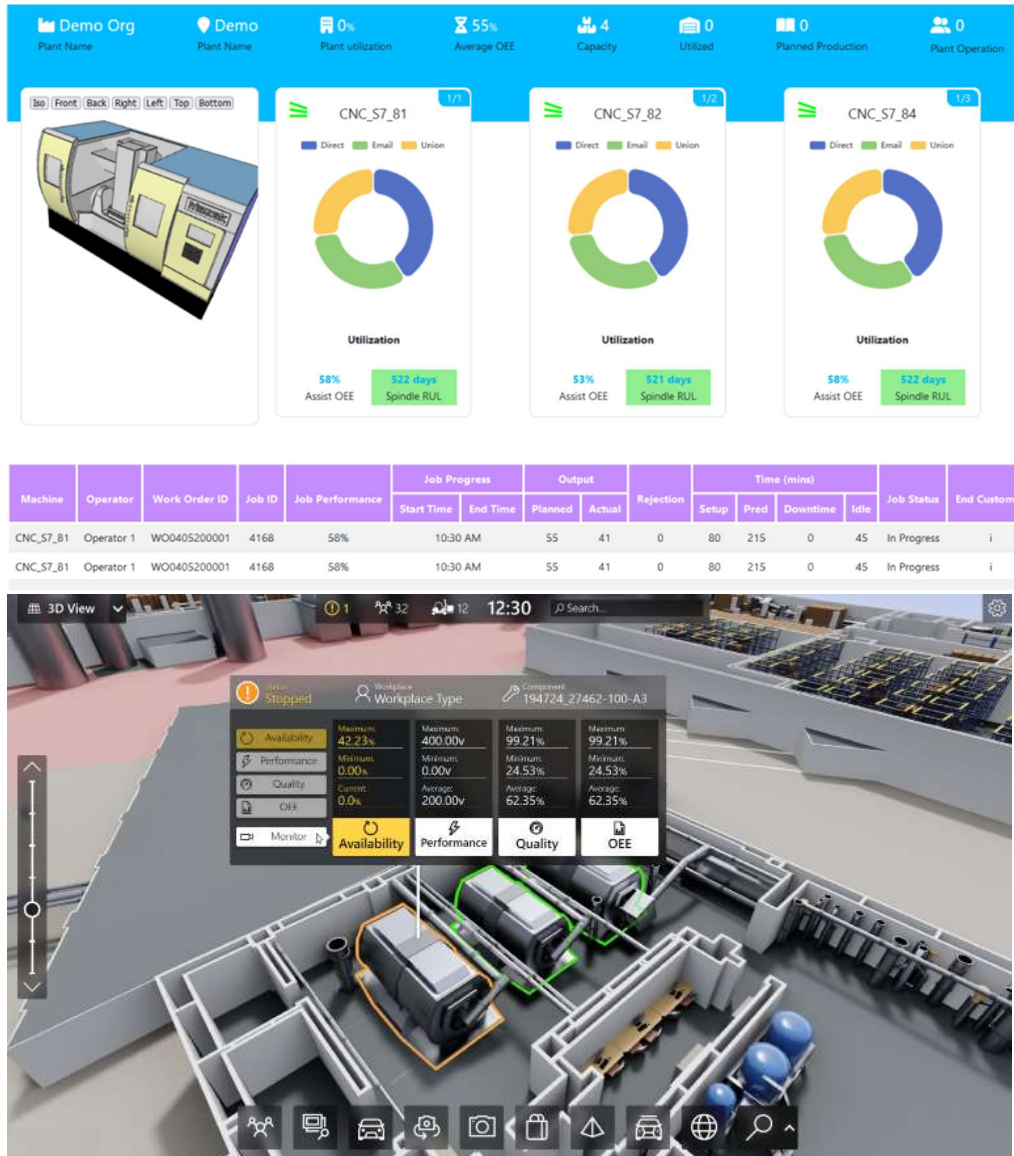 Demo Org
Plant Name
Demo
Plant Name
0%
Plant utilization
55%
Average OEE
4
Capacity
0
Utilized
0
Planned Production
0
Plant Operation
Iso Front Back Right Left Top Bottom
1/1
CNC_S7_81
Direct Email Union
Utilization
58%
Assist OEE
522 days
Spindle RUL
1/2
CNC_S7_82
Direct Email Union
Utilization
53%
Assist OEE
521 days
Spindle RUL
1/3
CNC_S7_84
Direct Email Union
Utilization
58%
Assist OEE
522 days
Spindle RUL
Machine Operator Work Order ID Job ID Job Performance Job Progress Output Rejection Time (mins) Job Status End Custom
Start Time End Time Planned Actual Setup Pred Downtime Idle
CNC_S7_81 Operator 1 WO0405200001 4168 58% 10:30 AM 55 41 0 80 215 0 45 In Progress i
CNC_S7_81 Operator 1 WO0405200001 4168 58% 10:30 AM 55 41 0 80 215 0 45 In Progress i
3D View 1 32 12 12:30 Search...
Stopped
Workplace
Workplace Type
Component
194724_27462-100-A3
Availability
Performance
Quality
OEE
Monitor
Maximum:
42.23%
Minimum:
0.00%
Current:
0.0%
Availability
Maximum:
400.00v
Minimum:
0.00v
Average:
200.00v
Performance
Maximum:
99.21%
Minimum:
24.53%
Average:
62.35%
Quality
Maximum:
99.21%
Minimum:
24.53%
Average:
62.35%
OEE